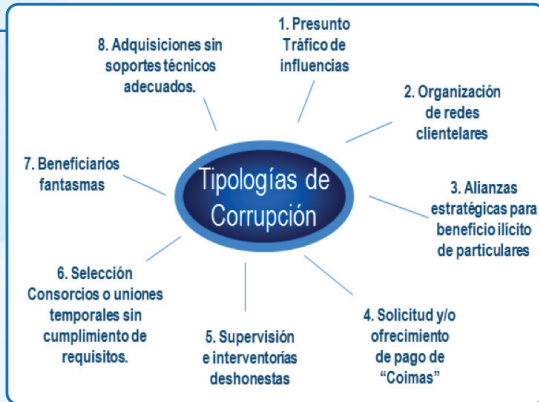 Tipologías de
Corrupción
1. Presunto
Tráfico de
influencias
2. Organización
de redes
clientelares
3. Alianzas
estratégicas para
beneficio ilícito
de particulares
4. Solicitud y/o
ofrecimiento
de pago de
“Coimas”
5. Supervisión
e interventorías
deshonestas
6. Selección
Consorcios o uniones
temporales sin
cumplimiento de
requisitos.
7. Beneficiarios
fantasmas
8. Adquisiciones sin
soportes técnicos
adecuados.